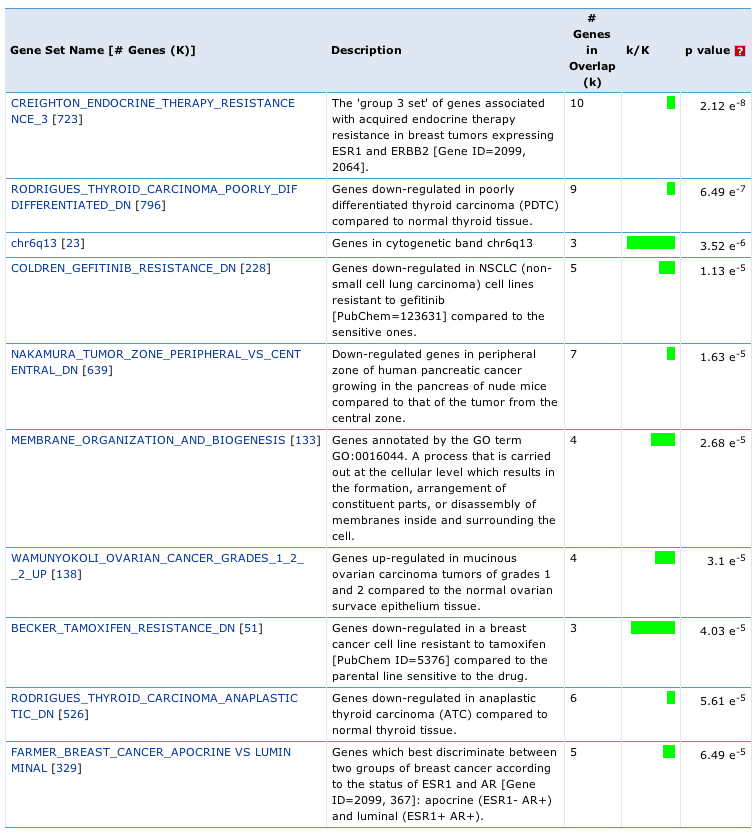 #
Genes
in
Overlap
(k)
Gene Set Name [# Genes (K)]
Description
k/K
p value ?
CREIGHTON_ENDOCRINE_THERAPY_RESISTANCE
NCE_3 [723]
The 'group 3 set' of genes associated
with acquired endocrine therapy
resistance in breast tumors expressing
ESR1 and ERBB2 [Gene ID=2099,
2064].
10
2.12 e-8
RODRIGUES_THYROID_CARCINOMA_POORLY_DIF
DIFFERENTIATED_DN [796]
Genes down-regulated in poorly
differentiated thyroid carcinoma (PDTC)
compared to normal thyroid tissue.
9
6.49 e-7
chr6q13 [23]
Genes in cytogenetic band chr6q13
3
3.52 e-6
COLDREN_GEFITINIB_RESISTANCE_DN [228]
Genes down-regulated in NSCLC (non-
small cell lung carcinoma) cell lines
resistant to gefitinib
[PubChem=123631] compared to the
sensitive ones.
5
1.13 e-5
NAKAMURA_TUMOR_ZONE_PERIPHERAL_VS_CENT
ENTRAL_DN [639]
Down-regulated genes in peripheral
zone of human pancreatic cancer
growing in the pancreas of nude mice
compared to that of the tumor from the
central zone.
7
1.63 e-5
MEMBRANE_ORGANIZATION_AND_BIOGENESIS [133]
Genes annotated by the GO term
GO:0016044. A process that is carried
out at the cellular level which results in
the formation, arrangement of
constituent parts, or disassembly of
membranes inside and surrounding the
cell.
4
2.68 e-5
WAMUNYOKOLI_OVARIAN_CANCER_GRADES_1_2_
_2_UP [138]
Genes up-regulated in mucinous
ovarian carcinoma tumors of grades 1
and 2 compared to the normal ovarian
survace epithelium tissue.
4
3.1 e-5
BECKER_TAMOXIFEN_RESISTANCE_DN [51]
Genes down-regulated in a breast
cancer cell line resistant to tamoxifen
[PubChem ID=5376] compared to the
parental line sensitive to the drug.
3
4.03 e-5
RODRIGUES_THYROID_CARCINOMA_ANAPLASTIC
TIC_DN [526]
Genes down-regulated in anaplastic
thyroid carcinoma (ATC) compared to
normal thyroid tissue.
6
5.61 e-5
FARMER_BREAST_CANCER_APOCRINE VS LUMIN
MINAL [329]
Genes which best discriminate between
two groups of breast cancer according
to the status of ESR1 and AR [Gene
ID=2099, 367]: apocrine (ESR1- AR+)
and luminal (ESR1+ AR+).
5
6.49 e-5